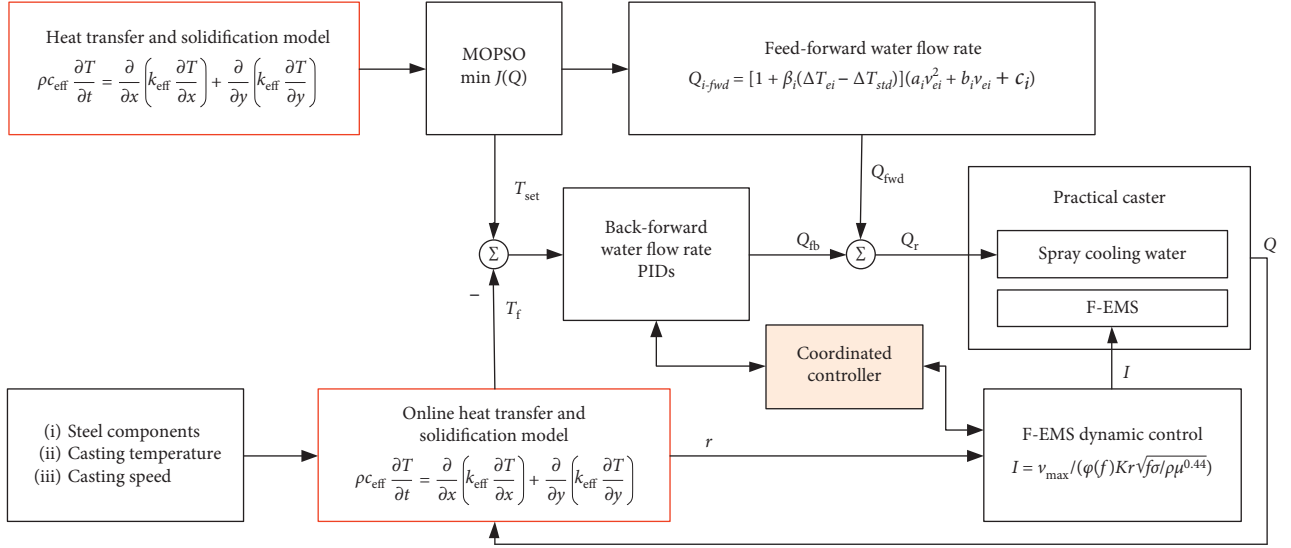 Heat transfer and solidification model
ρc_eff ∂T/∂t = ∂/∂x (k_eff ∂T/∂x) + ∂/∂y (k_eff ∂T/∂y)
MOPSO
min J(Q)
Feed-forward water flow rate
Q_i-fwd = [1 + β_i(ΔT_ei − ΔT_std)](a_i v_ei^2 + b_i v_ei + c_i)
T_set
Q_fwd
Practical caster
Back-forward
water flow rate
PIDs
Σ
Q_fb
Σ
Q_r
Spray cooling water
Q
−
T_f
F-EMS
Coordinated
controller
I
(i) Steel components
(ii) Casting temperature
(iii) Casting speed
Online heat transfer and
solidification model
ρc_eff ∂T/∂t = ∂/∂x (k_eff ∂T/∂x) + ∂/∂y (k_eff ∂T/∂y)
r
F-EMS dynamic control
I = v_max/(φ(f)Kr√fσ/ρμ^0.44)